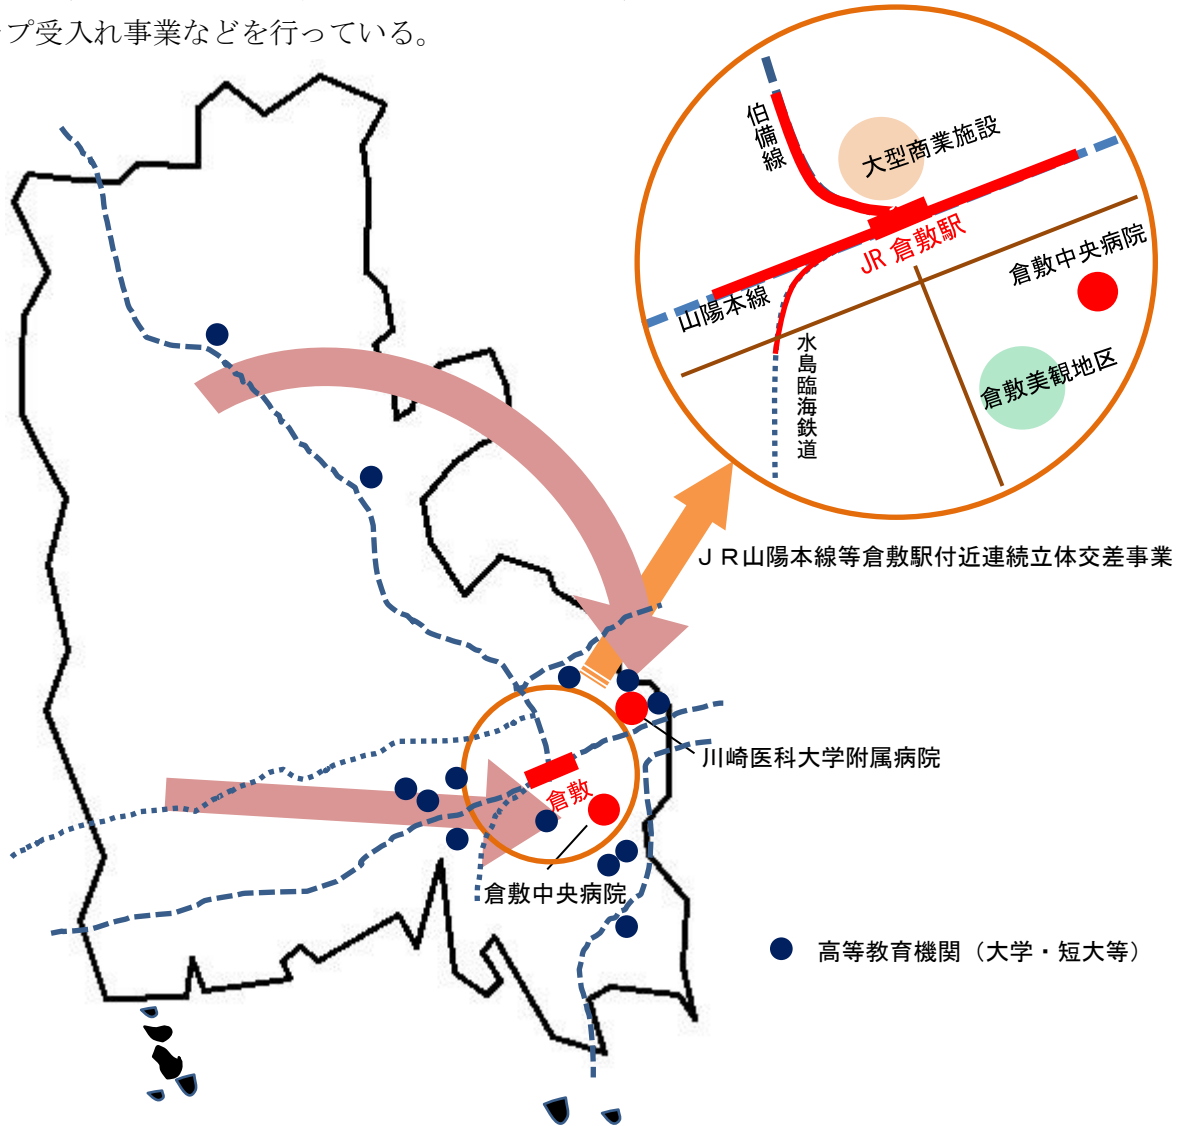 プ受入れ事業などを行っている。
伯備線
大型商業施設
JR 倉敷駅
倉敷中央病院
山陽本線
水島臨海鉄道
倉敷美観地区
ＪＲ山陽本線等倉敷駅付近連続立体交差事業
川崎医科大学附属病院
倉敷
倉敷中央病院
高等教育機関（大学・短大等）